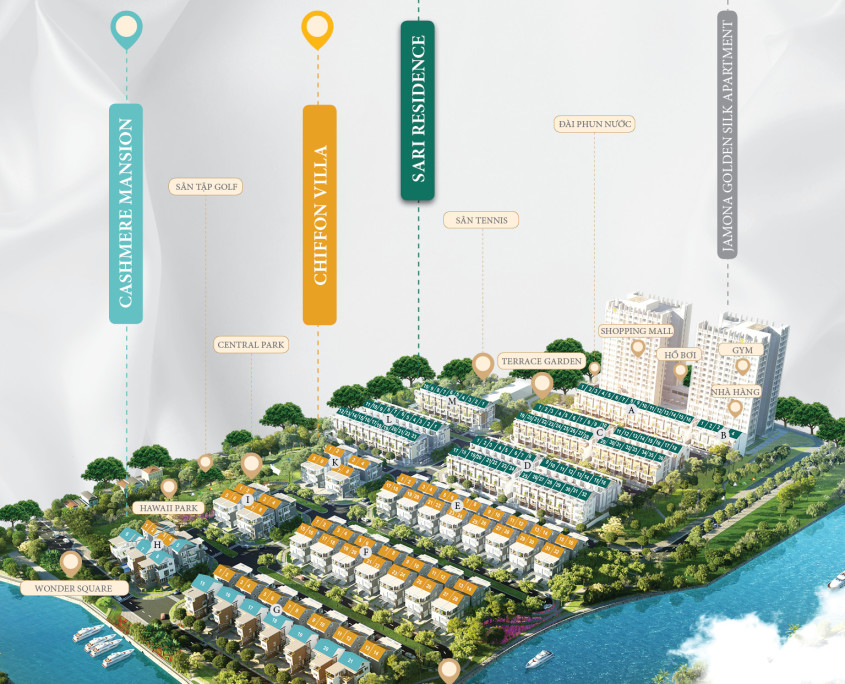 CASHMERE MANSION
CHIFFON VILLA
SARI RESIDENCE
JAMONA GOLDEN SILK APARTMENT
ĐÀI PHUN NƯỚC
SÂN TẬP GOLF
SÂN TENNIS
CENTRAL PARK
TERRACE GARDEN
SHOPPING MALL
HỒ BƠI
GYM
NHÀ HÀNG
HAWAII PARK
WONDER SQUARE
A
B
C
D
E
F
G
H
I
K
L
M